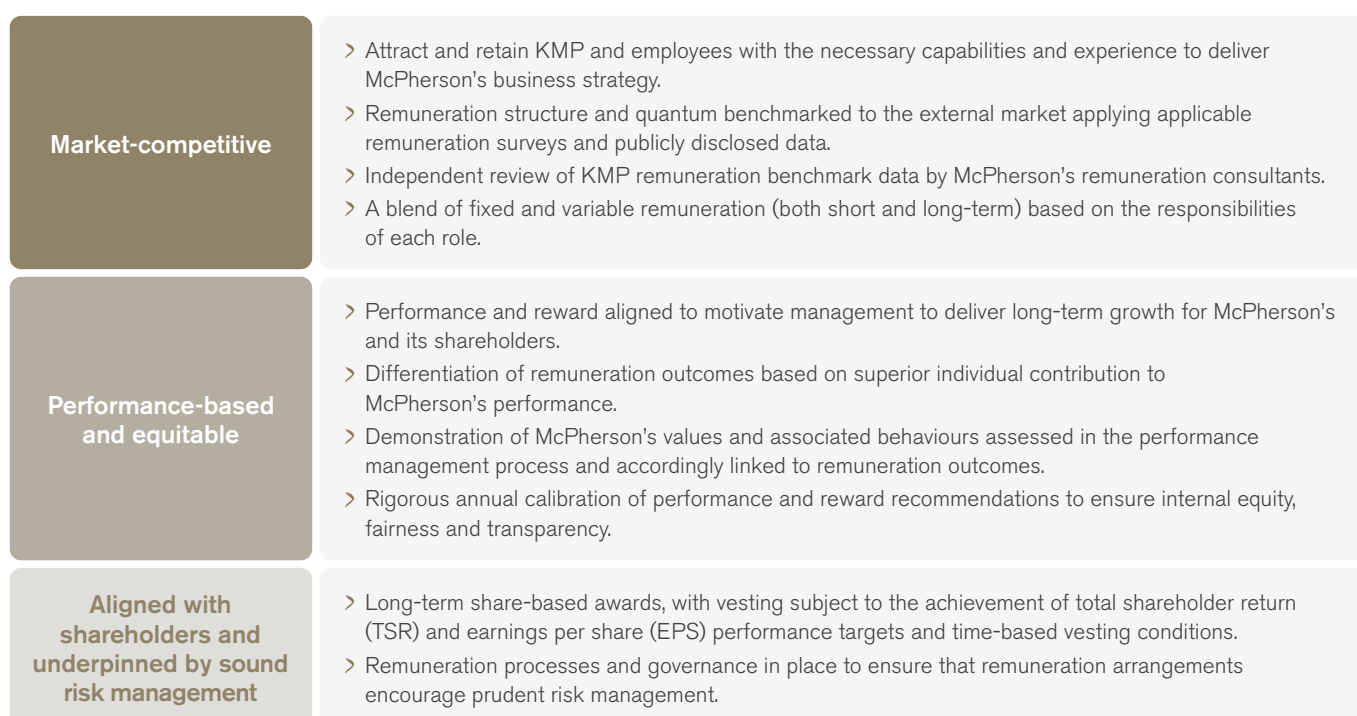 Market-competitive
> Attract and retain KMP and employees with the necessary capabilities and experience to deliver
McPherson's business strategy.
> Remuneration structure and quantum benchmarked to the external market applying applicable
remuneration surveys and publicly disclosed data.
> Independent review of KMP remuneration benchmark data by McPherson's remuneration consultants.
> A blend of fixed and variable remuneration (both short and long-term) based on the responsibilities
of each role.
Performance-based
and equitable
> Performance and reward aligned to motivate management to deliver long-term growth for McPherson's
and its shareholders.
> Differentiation of remuneration outcomes based on superior individual contribution to
McPherson's performance.
> Demonstration of McPherson's values and associated behaviours assessed in the performance
management process and accordingly linked to remuneration outcomes.
> Rigorous annual calibration of performance and reward recommendations to ensure internal equity,
fairness and transparency.
Aligned with
shareholders and
underpinned by sound
risk management
> Long-term share-based awards, with vesting subject to the achievement of total shareholder return
(TSR) and earnings per share (EPS) performance targets and time-based vesting conditions.
> Remuneration processes and governance in place to ensure that remuneration arrangements
encourage prudent risk management.